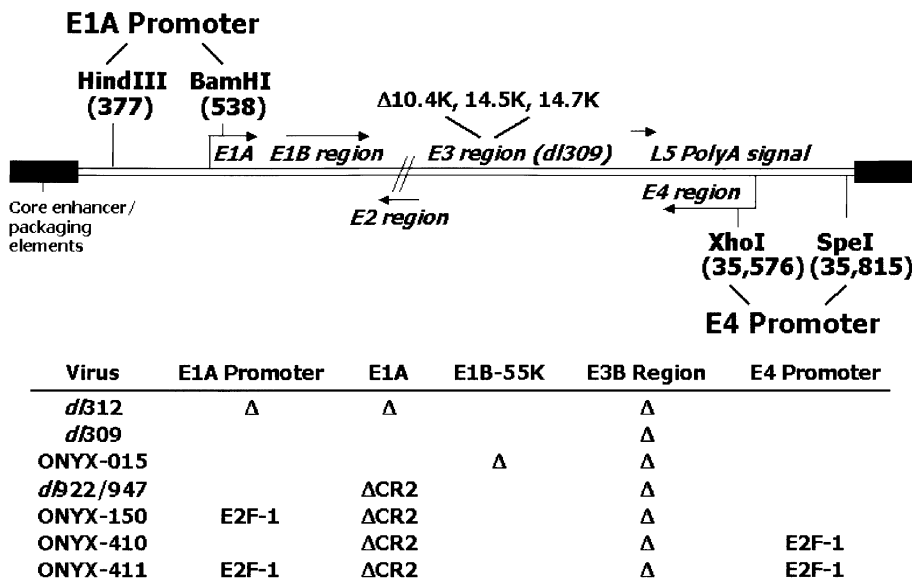 E1A Promoter
HindIII BamHI
(377) (538)
Δ10.4K, 14.5K, 14.7K
E1A E1B region E3 region (dl309) L5 PolyA signal
E2 region E4 region
Core enhancer/
packaging
elements
XhoI SpeI
(35,576) (35,815)
E4 Promoter
Virus E1A Promoter E1A E1B-55K E3B Region E4 Promoter
dl312 Δ Δ Δ
dl309 Δ
ONYX-015 Δ Δ
dl922/947 ΔCR2 Δ
ONYX-150 E2F-1 ΔCR2 Δ
ONYX-410 ΔCR2 Δ E2F-1
ONYX-411 E2F-1 ΔCR2 Δ E2F-1